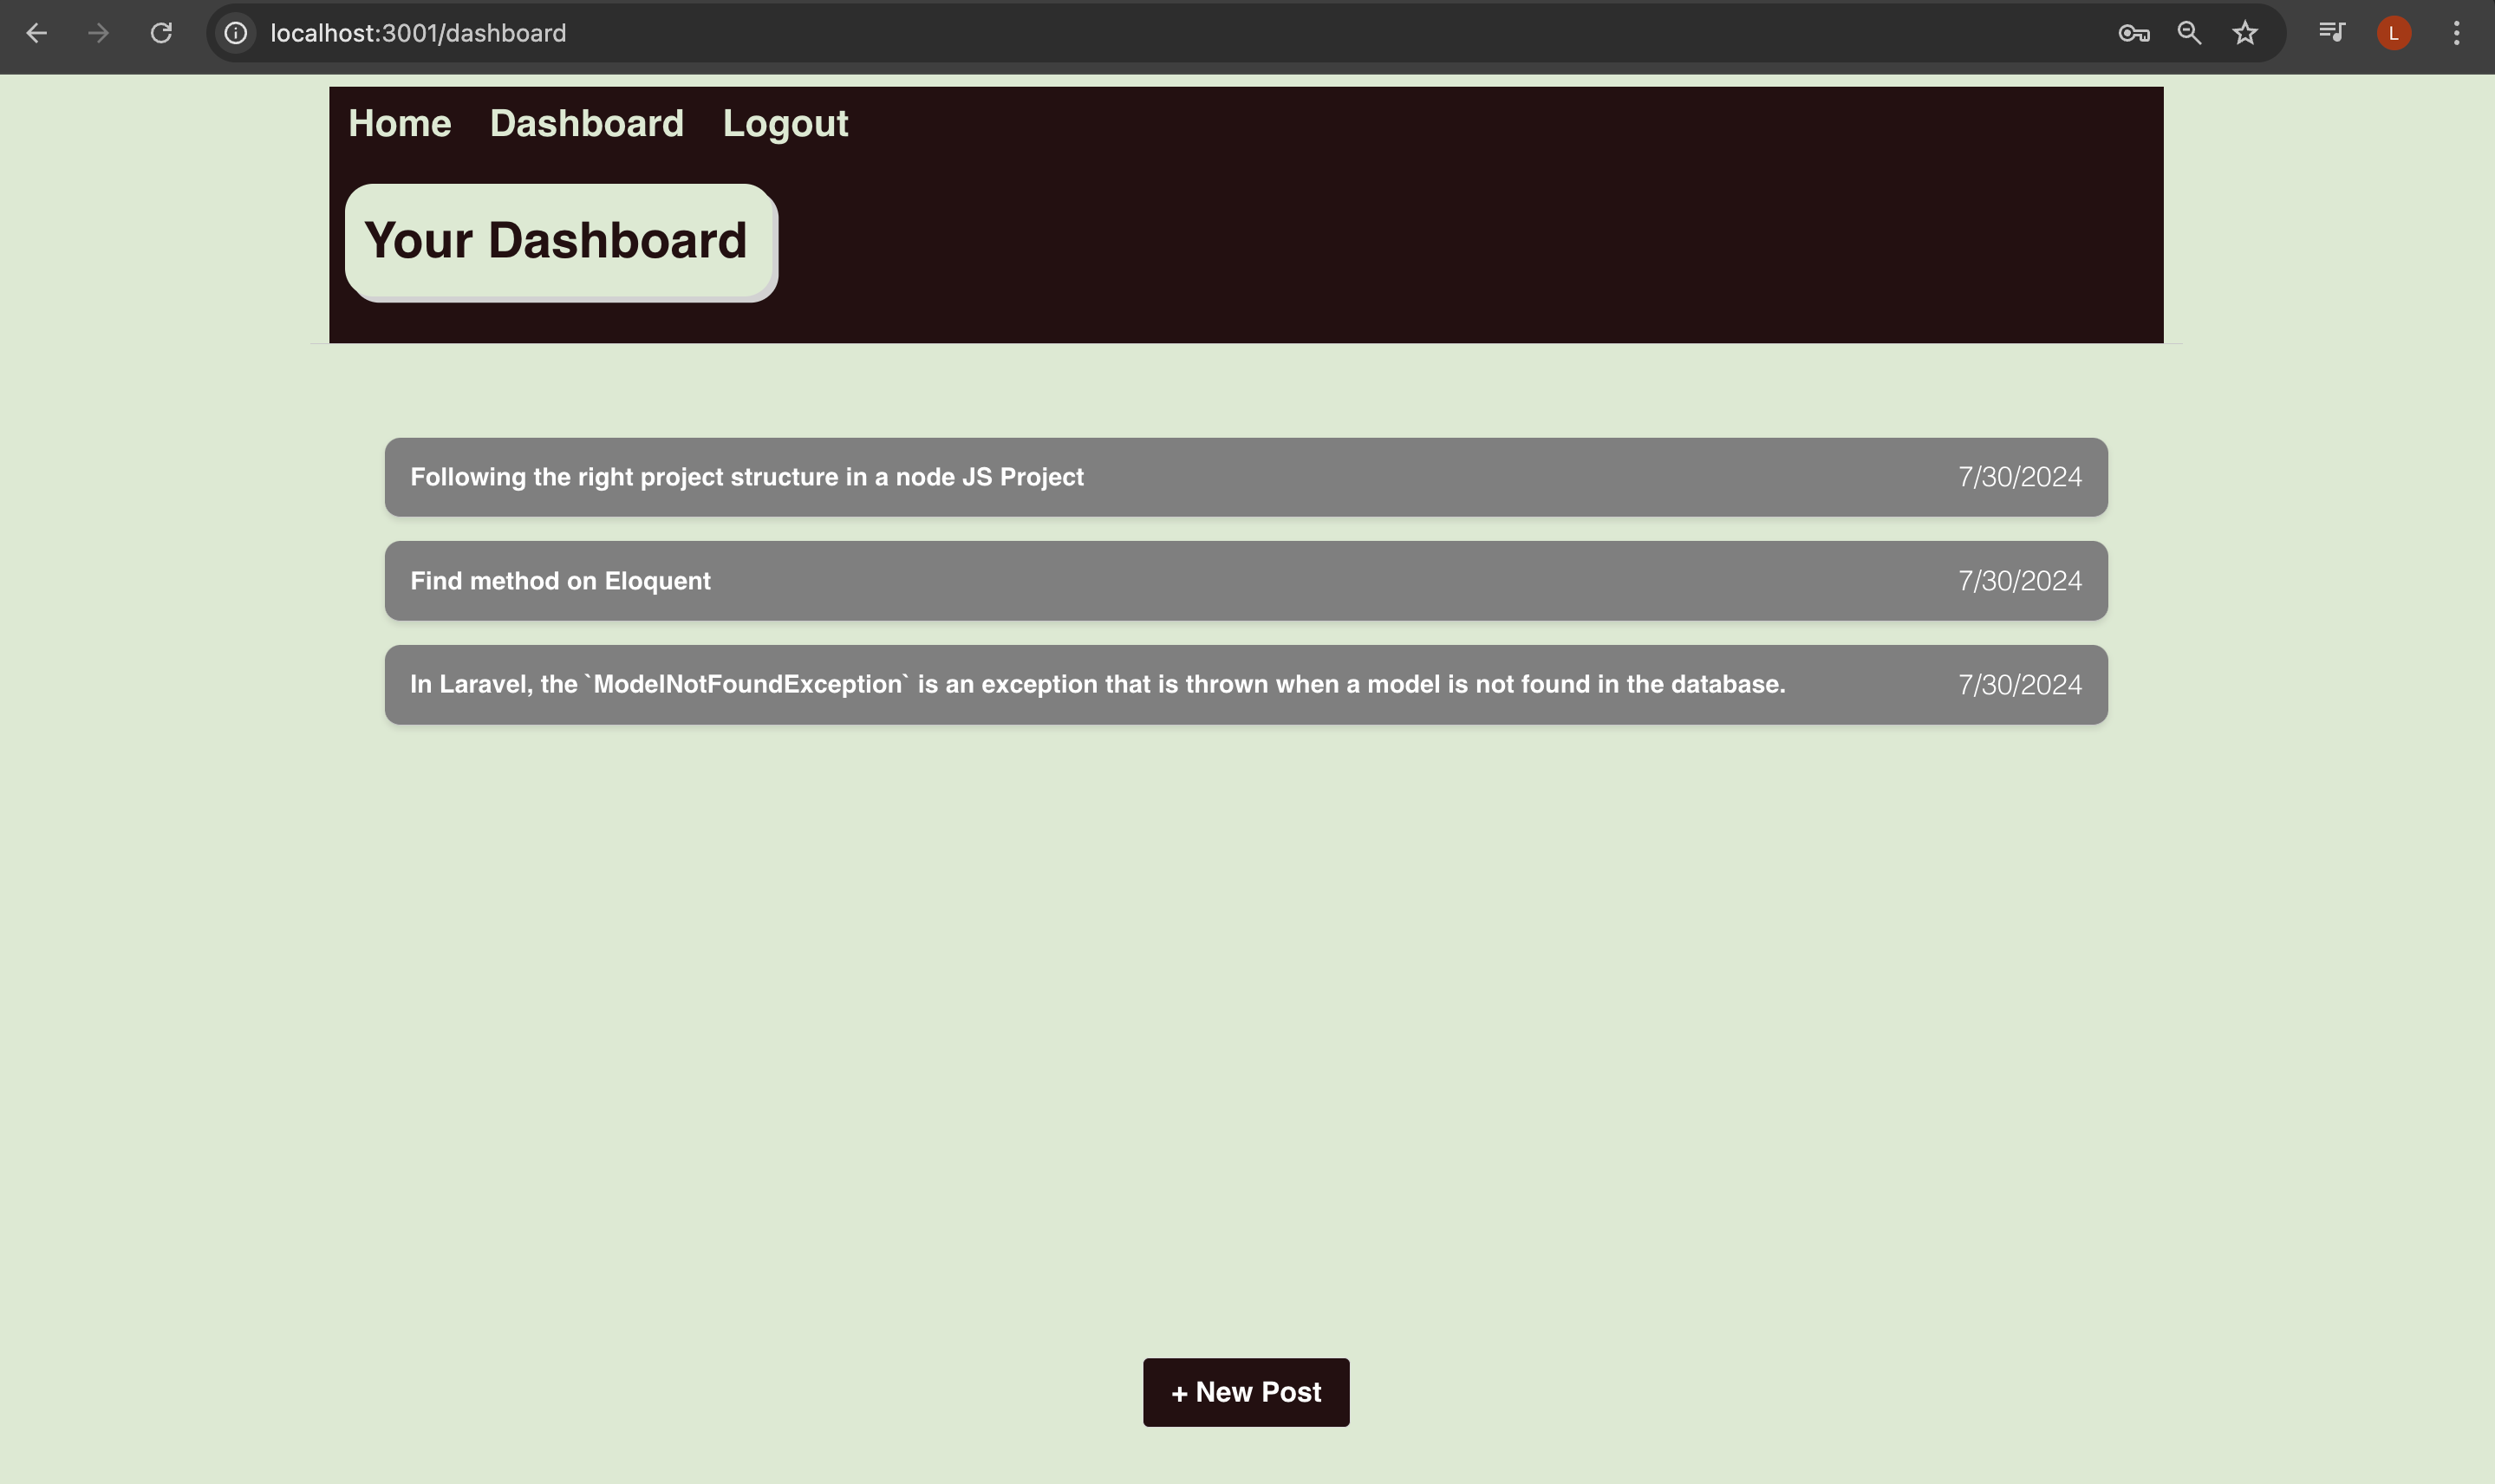 localhost:3001/dashboard
L
Home Dashboard Logout
Your Dashboard
Following the right project structure in a node JS Project 7/30/2024
Find method on Eloquent 7/30/2024
In Laravel, the `ModelNotFoundException` is an exception that is thrown when a model is not found in the database. 7/30/2024
+ New Post